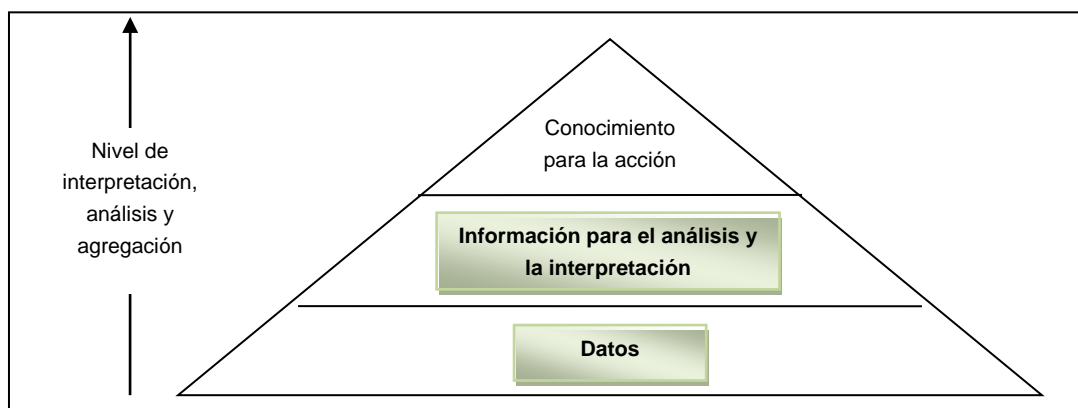 Nivel de
interpretación,
análisis y
agregación
Conocimiento
para la acción
Información para el análisis y
la interpretación
Datos